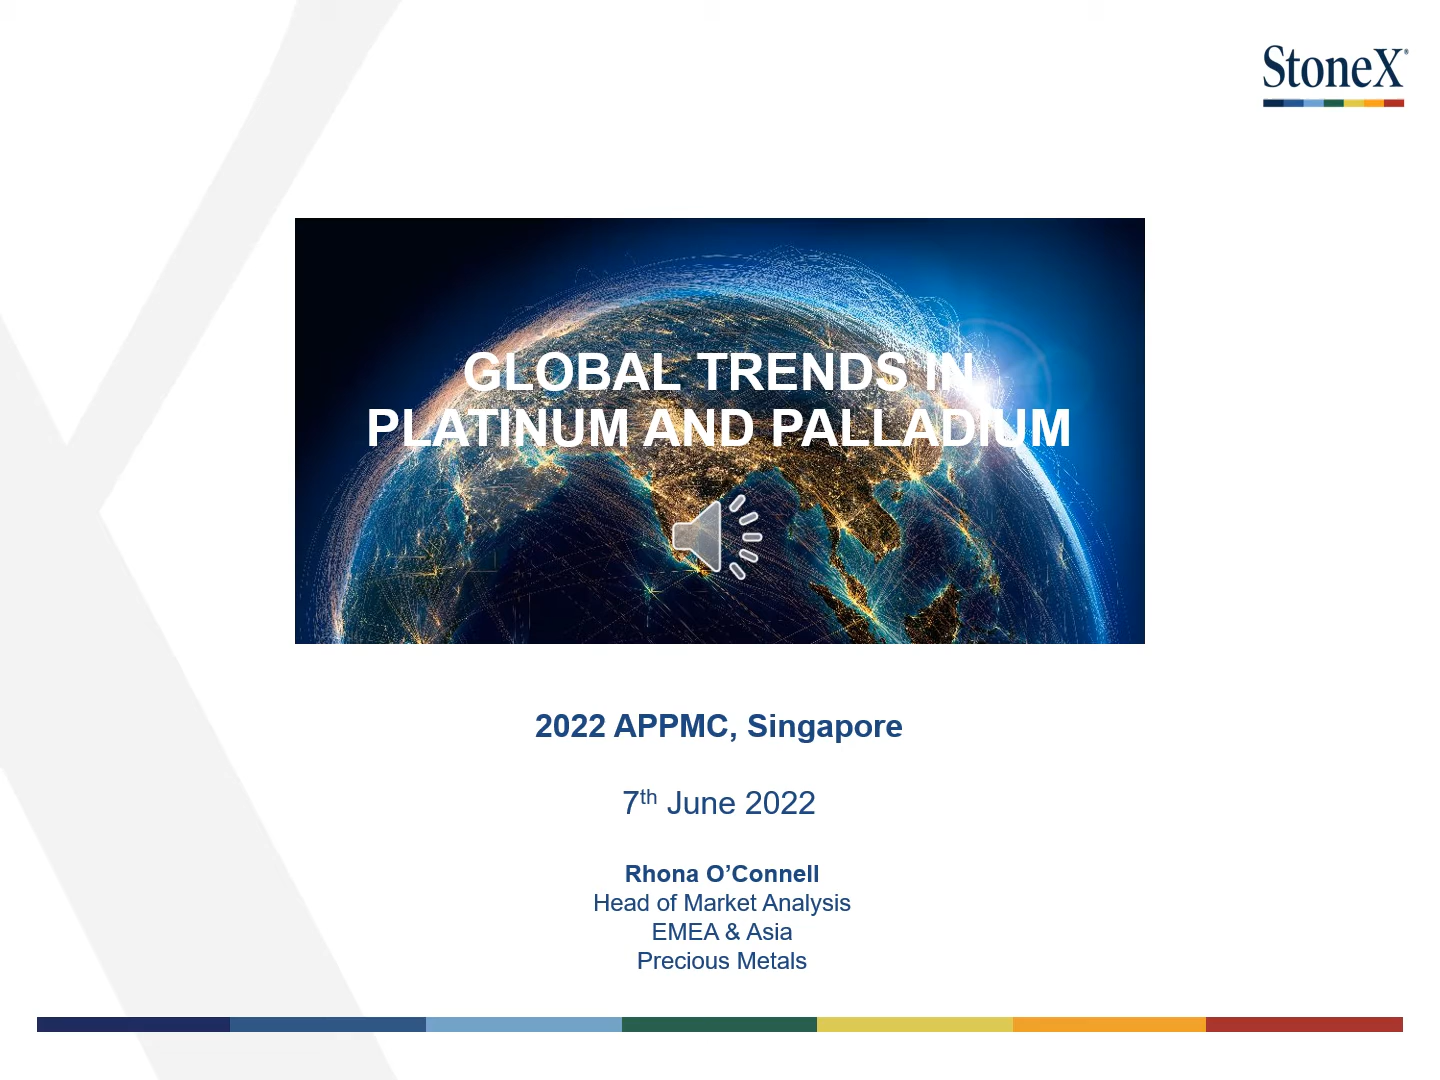 StoneX®
GLOBAL TRENDS IN
PLATINUM AND PALLADIUM
2022 APPMC, Singapore
7th June 2022
Rhona O’Connell
Head of Market Analysis
EMEA & Asia
Precious Metals